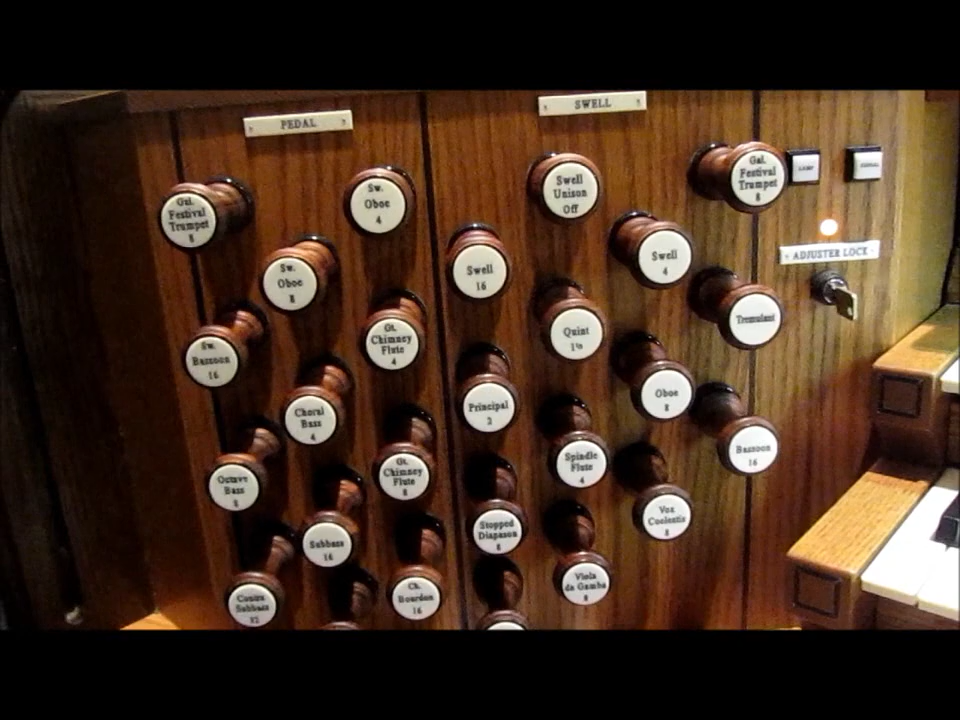 PEDAL
SWELL
Gal.
Festival
Trumpet
8
Sw.
Oboe
4
Sw.
Oboe
8
Sw.
Bassoon
16
Gt.
Chimney
Flute
4
Choral
Bass
4
Octave
Bass
8
Gt.
Chimney
Flute
8
Subbass
16
Contra
Subbass
32
Ch.
Bourdon
16
Swell
Unison
Off
Gal.
Festival
Trumpet
8
Swell
16
Swell
4
Quint
1⅓
Tremulant
Principal
2
Oboe
8
Spindle
Flute
4
Bassoon
16
Stopped
Diapason
8
Vox
Coelestis
8
Viola
da Gamba
8
ADJUSTER LOCK